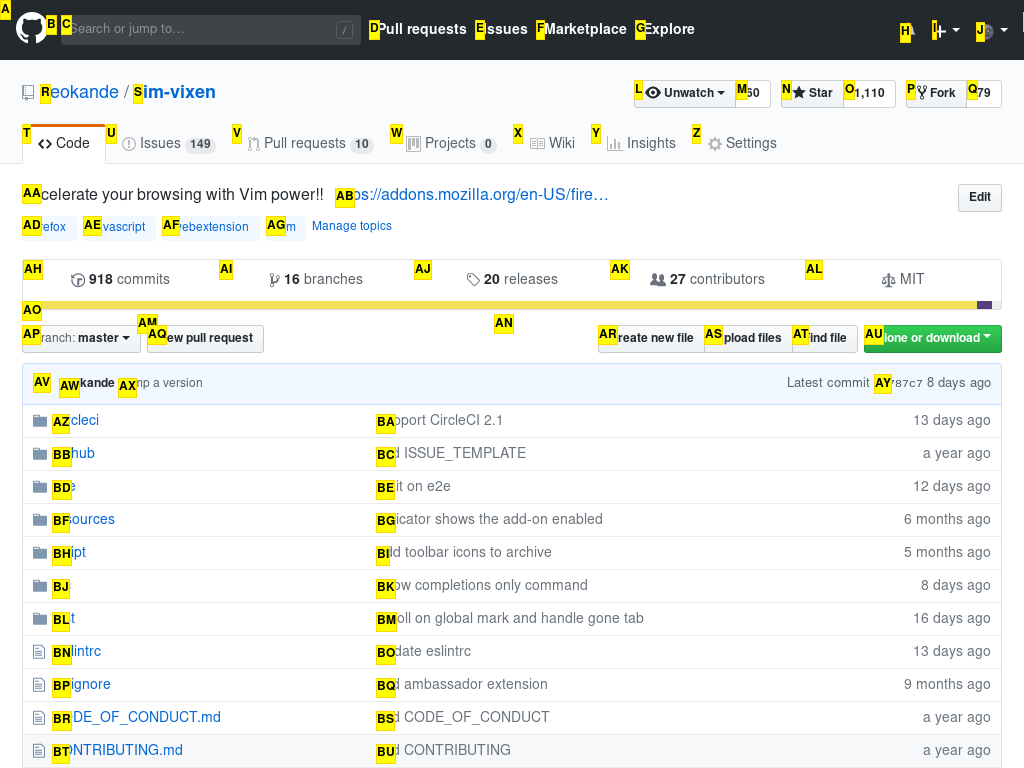 A
B C Search or jump to… / D Pull requests E Issues F Marketplace G Explore H I J
R eokande / S im-vixen L Unwatch M 60 N Star O 1,110 P Fork Q 79
T Code U Issues 149 V Pull requests 10 W Projects 0 X Wiki Y Insights Z Settings
AA celerate your browsing with Vim power!! AB ps://addons.mozilla.org/en-US/fire… Edit
AD efox AE vascript AF ebextension AG m Manage topics
AH 918 commits AI 16 branches AJ 20 releases AK 27 contributors AL MIT
AO
AM AN
AP ranch: master AQ ew pull request AR reate new file AS pload files AT ind file AU lone or download
AV AW kande AX mp a version Latest commit AY 787c7 8 days ago
AZ cleci BA pport CircleCI 2.1 13 days ago
BB hub BC d ISSUE_TEMPLATE a year ago
BD e BE it on e2e 12 days ago
BF sources BG icator shows the add-on enabled 6 months ago
BH ipt BI dd toolbar icons to archive 5 months ago
BJ BK ow completions only command 8 days ago
BL t BM oll on global mark and handle gone tab 16 days ago
BN lintrc BO date eslintrc 13 days ago
BP ignore BQ d ambassador extension 9 months ago
BR DE_OF_CONDUCT.md BS d CODE_OF_CONDUCT a year ago
BT ONTRIBUTING.md BU d CONTRIBUTING a year ago